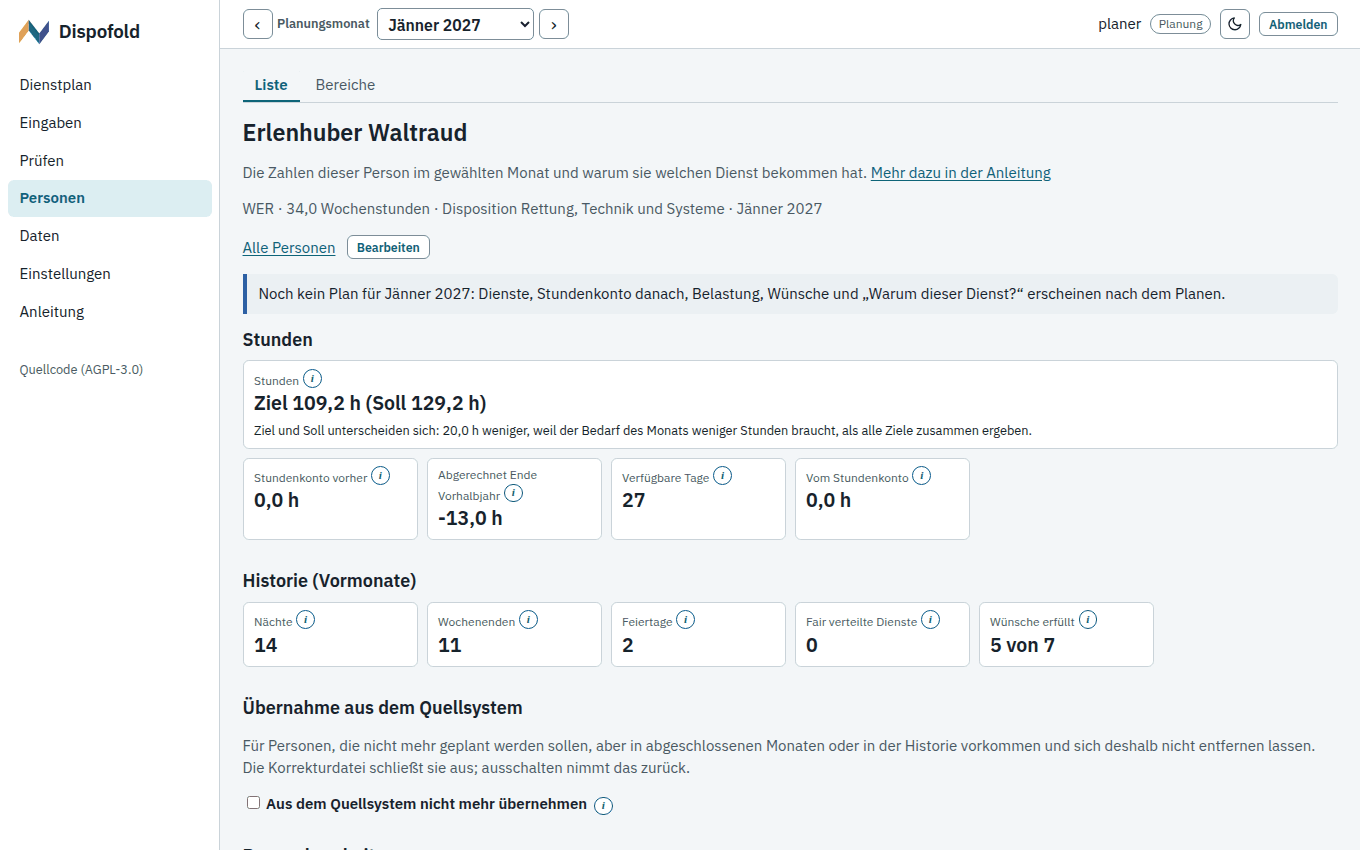 Dispofold
Dienstplan
Eingaben
Prüfen
Personen
Daten
Einstellungen
Anleitung
Quellcode (AGPL-3.0)
‹ Planungsmonat Jänner 2027 ›
planer Planung Abmelden
Liste Bereiche
Erlenhuber Waltraud
Die Zahlen dieser Person im gewählten Monat und warum sie welchen Dienst bekommen hat. Mehr dazu in der Anleitung
WER · 34,0 Wochenstunden · Disposition Rettung, Technik und Systeme · Jänner 2027
Alle Personen Bearbeiten
Noch kein Plan für Jänner 2027: Dienste, Stundenkonto danach, Belastung, Wünsche und „Warum dieser Dienst?“ erscheinen nach dem Planen.
Stunden
Stunden i
Ziel 109,2 h (Soll 129,2 h)
Ziel und Soll unterscheiden sich: 20,0 h weniger, weil der Bedarf des Monats weniger Stunden braucht, als alle Ziele zusammen ergeben.
Stundenkonto vorher i
0,0 h
Abgerechnet Ende
Vorhalbjahr i
-13,0 h
Verfügbare Tage i
27
Vom Stundenkonto i
0,0 h
Historie (Vormonate)
Nächte i
14
Wochenenden i
11
Feiertage i
2
Fair verteilte Dienste i
0
Wünsche erfüllt i
5 von 7
Übernahme aus dem Quellsystem
Für Personen, die nicht mehr geplant werden sollen, aber in abgeschlossenen Monaten oder in der Historie vorkommen und sich deshalb nicht entfernen lassen.
Die Korrekturdatei schließt sie aus; ausschalten nimmt das zurück.
Aus dem Quellsystem nicht mehr übernehmen i